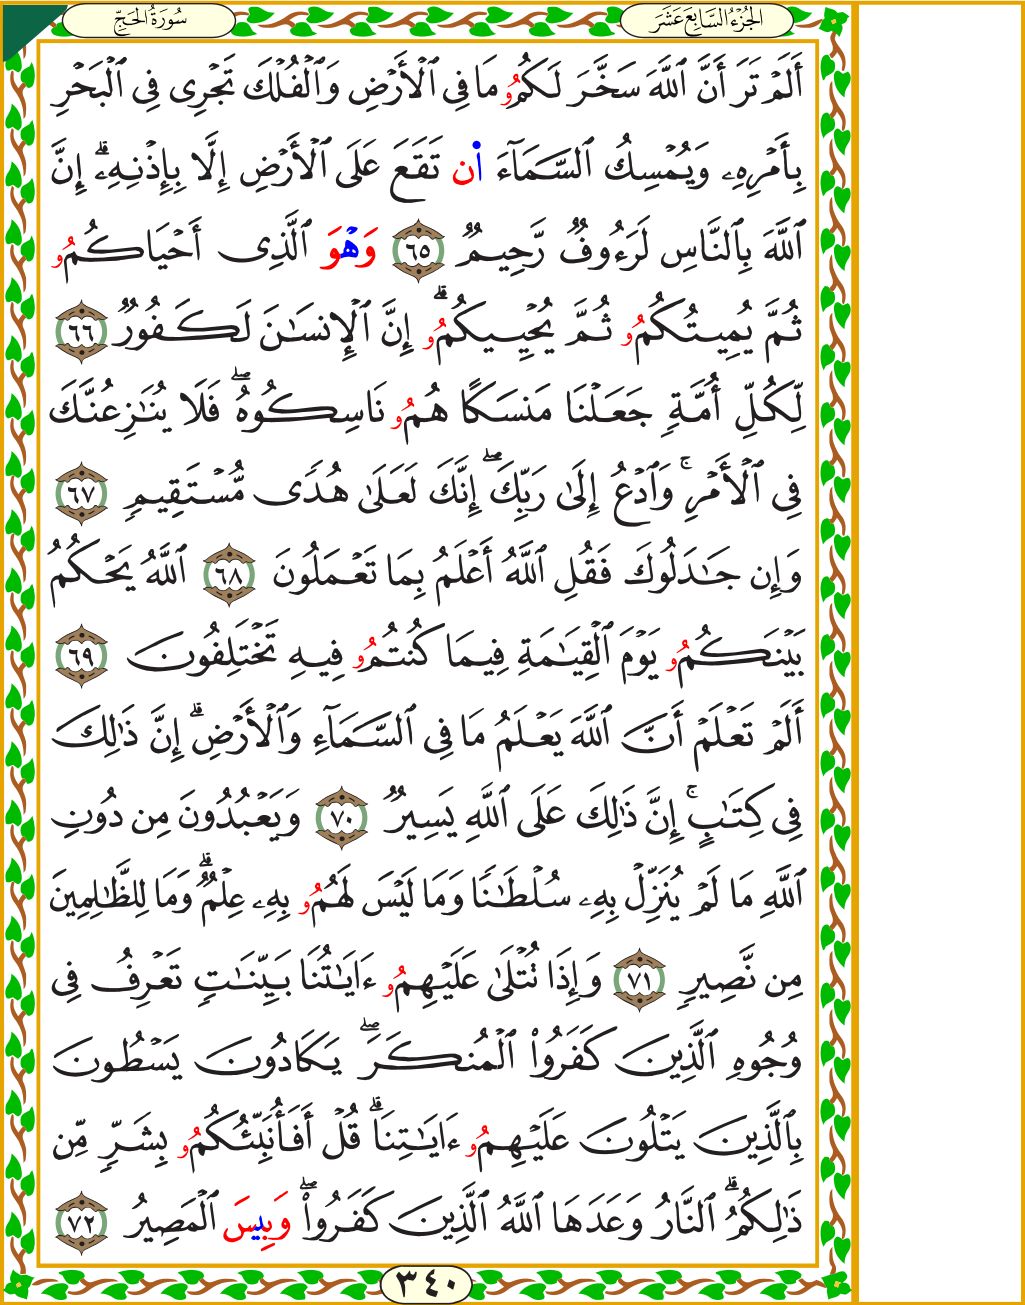 الجُزْءُ السَّابِعَ عَشَرَ
سُورَةُ الحَجِّ
أَلَمْ تَرَ أَنَّ ٱللَّهَ سَخَّرَ لَكُمُۥ مَا فِى ٱلْأَرْضِ وَٱلْفُلْكَ تَجْرِى فِى ٱلْبَحْرِ
بِأَمْرِهِۦ وَيُمْسِكُ ٱلسَّمَآءَ اَ۬ن تَقَعَ عَلَى ٱلْأَرْضِ إِلَّا بِإِذْنِهِۦٓ ۗ إِنَّ
ٱللَّهَ بِٱلنَّاسِ لَرَءُوفٌ رَّحِيمٌ ٦٥ وَهْوَ ٱلَّذِى أَحْيَاكُمُۥ
ثُمَّ يُمِيتُكُمُۥ ثُمَّ يُحْيِيكُمُۥٓ ۗ إِنَّ ٱلْإِنسَٰنَ لَكَفُورٌ ٦٦
لِّكُلِّ أُمَّةٍ جَعَلْنَا مَنسَكًا هُمُۥ نَاسِكُوهُ ۖ فَلَا يُنَٰزِعُنَّكَ
فِى ٱلْأَمْرِ ۚ وَٱدْعُ إِلَىٰ رَبِّكَ ۖ إِنَّكَ لَعَلَىٰ هُدًى مُّسْتَقِيمٍ ٦٧
وَإِن جَٰدَلُوكَ فَقُلِ ٱللَّهُ أَعْلَمُ بِمَا تَعْمَلُونَ ٦٨ ٱللَّهُ يَحْكُمُ
بَيْنَكُمُۥ يَوْمَ ٱلْقِيَٰمَةِ فِيمَا كُنتُمُۥ فِيهِ تَخْتَلِفُونَ ٦٩
أَلَمْ تَعْلَمْ أَنَّ ٱللَّهَ يَعْلَمُ مَا فِى ٱلسَّمَآءِ وَٱلْأَرْضِ ۗ إِنَّ ذَٰلِكَ
فِى كِتَٰبٍ ۚ إِنَّ ذَٰلِكَ عَلَى ٱللَّهِ يَسِيرٌ ٧٠ وَيَعْبُدُونَ مِن دُونِ
ٱللَّهِ مَا لَمْ يُنَزِّلْ بِهِۦ سُلْطَٰنًا وَمَا لَيْسَ لَهُمُۥ بِهِۦ عِلْمٌ ۗ وَمَا لِلظَّٰلِمِينَ
مِن نَّصِيرٍ ٧١ وَإِذَا تُتْلَىٰ عَلَيْهِمُۥ ءَايَٰتُنَا بَيِّنَٰتٍ تَعْرِفُ فِى
وُجُوهِ ٱلَّذِينَ كَفَرُوا۟ ٱلْمُنكَرَ ۖ يَكَادُونَ يَسْطُونَ
بِٱلَّذِينَ يَتْلُونَ عَلَيْهِمُۥ ءَايَٰتِنَا ۗ قُلْ أَفَأُنَبِّئُكُمُۥ بِشَرٍّ مِّن
ذَٰلِكُمُ ۗ ٱلنَّارُ وَعَدَهَا ٱللَّهُ ٱلَّذِينَ كَفَرُوا۟ ۖ وَبِيسَ ٱلْمَصِيرُ ٧٢
٣٤٠